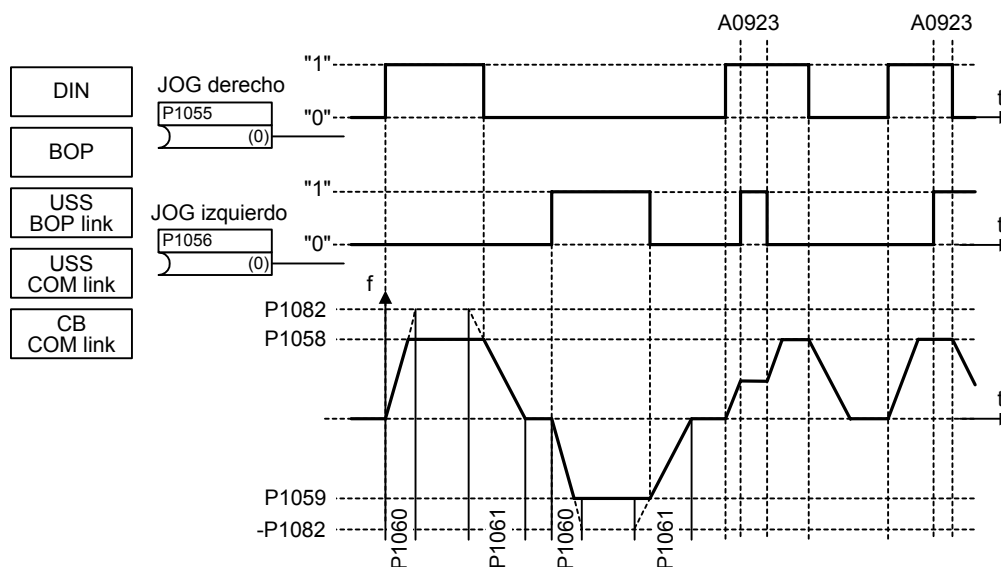 A0923
A0923
DIN
BOP
USS
BOP link
USS
COM link
CB
COM link
JOG derecho
P1055
(0)
"1"
"0"
t
JOG izquierdo
P1056
(0)
"1"
"0"
t
f
P1082
P1058
t
P1059
-P1082
P1060
P1061
P1060
P1061